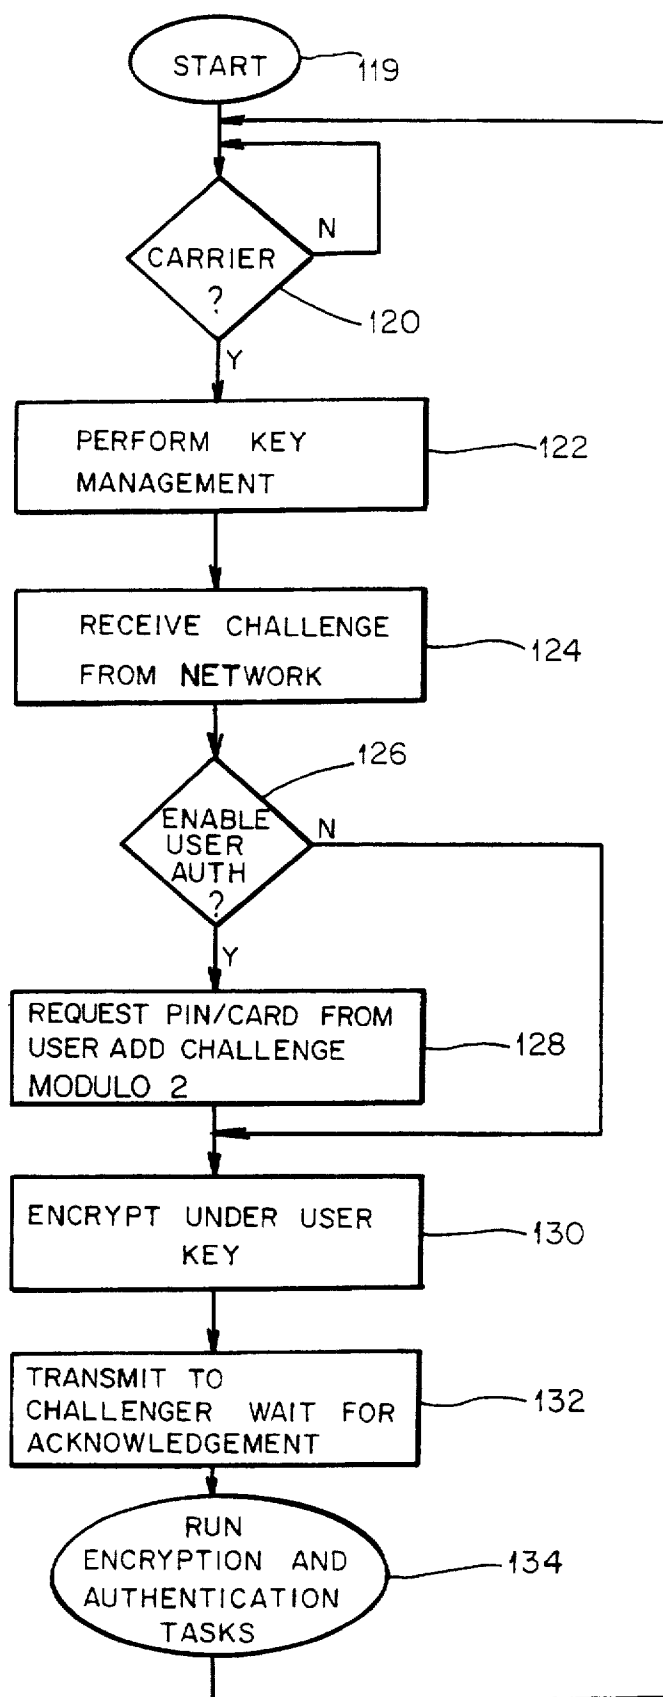 START
119
CARRIER
?
N
120
Y
PERFORM KEY
MANAGEMENT
122
RECEIVE CHALLENGE
FROM NETWORK
124
126
ENABLE
USER
AUTH
?
N
Y
REQUEST PIN/CARD FROM
USER ADD CHALLENGE
MODULO 2
128
ENCRYPT UNDER USER
KEY
130
TRANSMIT TO
CHALLENGER WAIT FOR
ACKNOWLEDGEMENT
132
RUN
ENCRYPTION AND
AUTHENTICATION
TASKS
134